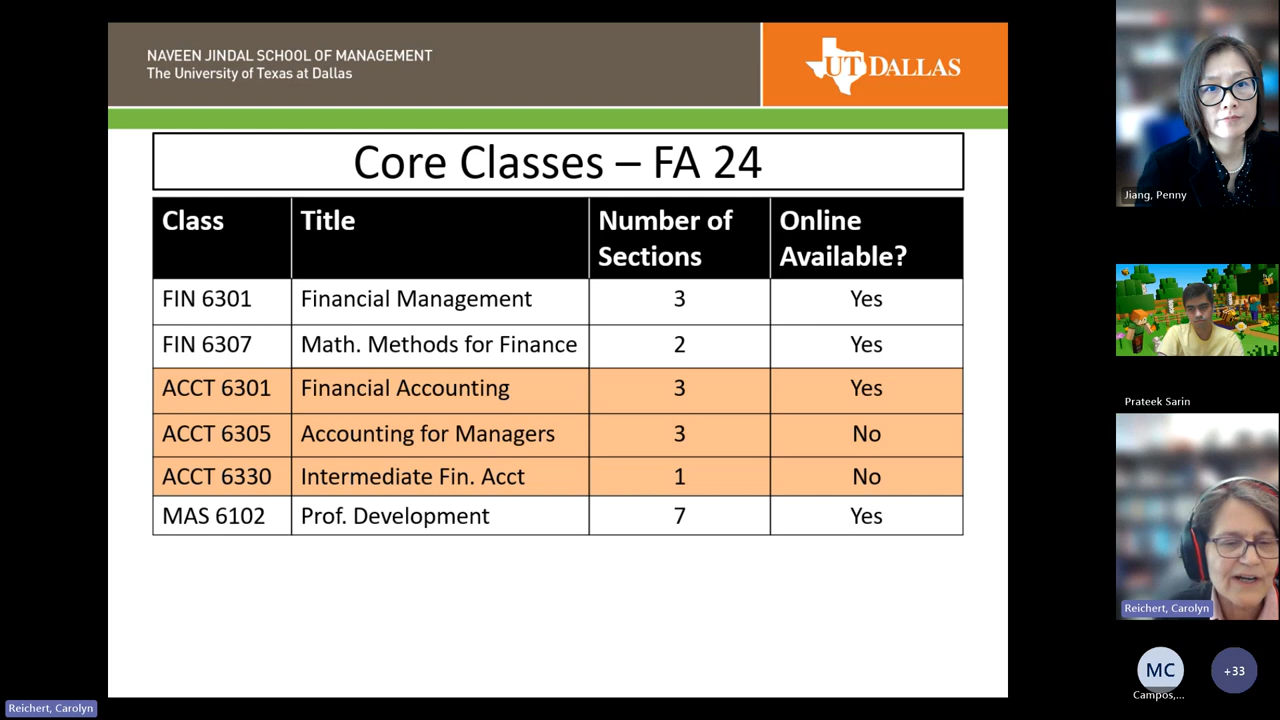 NAVEEN JINDAL SCHOOL OF MANAGEMENT
The University of Texas at Dallas
UT DALLAS
Core Classes – FA 24
Class Title Number of Sections Online Available?
FIN 6301 Financial Management 3 Yes
FIN 6307 Math. Methods for Finance 2 Yes
ACCT 6301 Financial Accounting 3 Yes
ACCT 6305 Accounting for Managers 3 No
ACCT 6330 Intermediate Fin. Acct 1 No
MAS 6102 Prof. Development 7 Yes
Jiang, Penny
Prateek Sarin
Reichert, Carolyn
MC
+33
Campos,...
Reichert, Carolyn